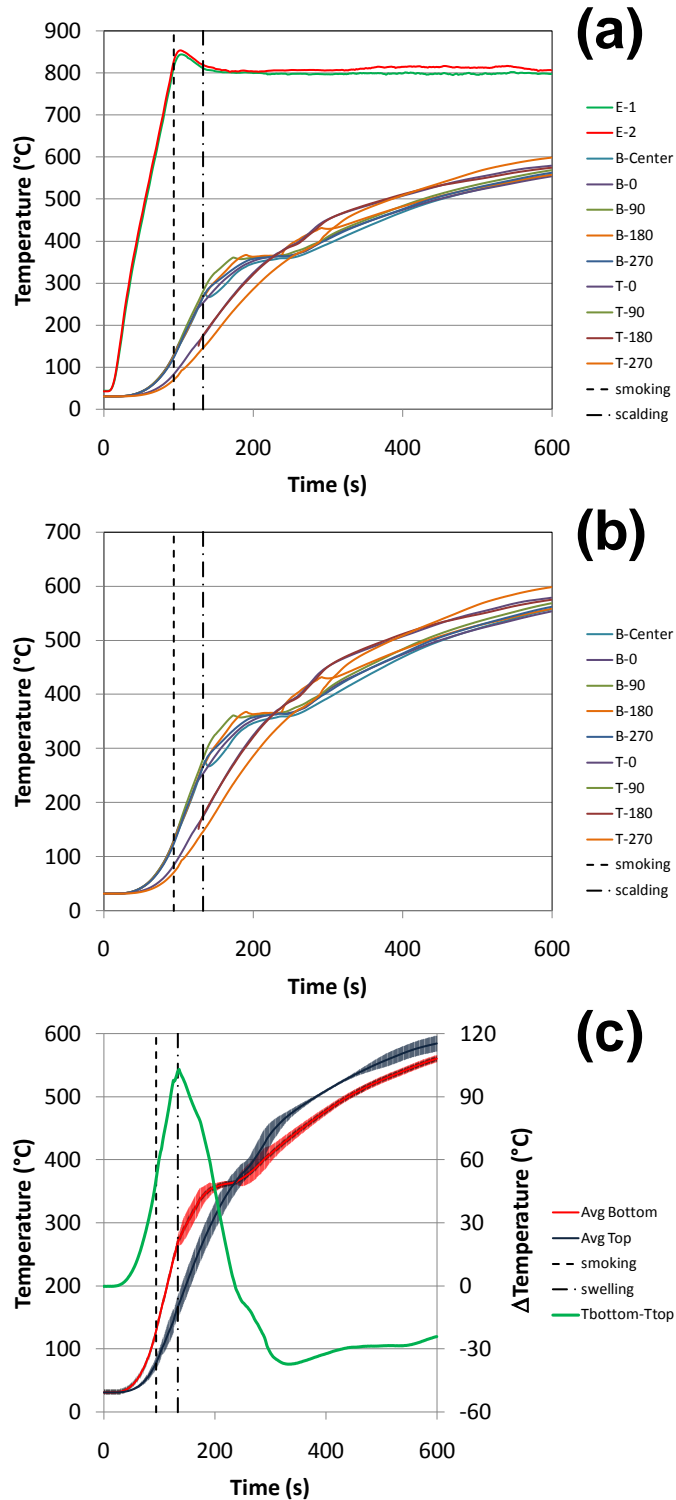 (a)
900
800
700
600
500
400
300
200
100
0
Temperature (°C)
0 200 400 600
Time (s)
E-1
E-2
B-Center
B-0
B-90
B-180
B-270
T-0
T-90
T-180
T-270
smoking
scalding
(b)
700
600
500
400
300
200
100
0
Temperature (°C)
0 200 400 600
Time (s)
B-Center
B-0
B-90
B-180
B-270
T-0
T-90
T-180
T-270
smoking
scalding
(c)
600
500
400
300
200
100
0
Temperature (°C)
0 200 400 600
Time (s)
120
90
60
30
0
-30
-60
ΔTemperature (°C)
Avg Bottom
Avg Top
smoking
swelling
Tbottom-Ttop